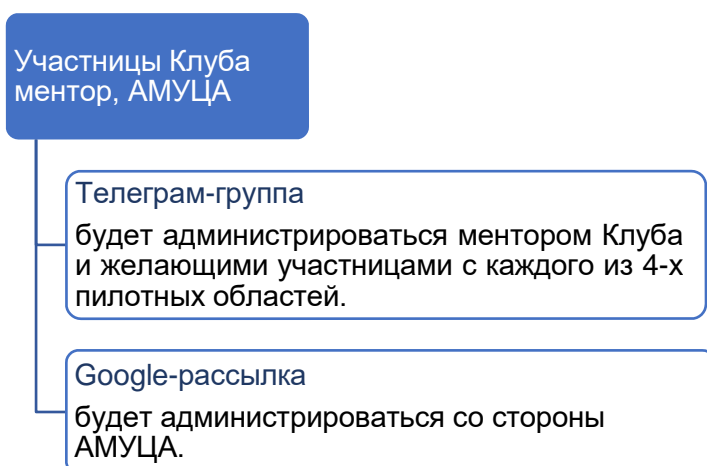 Участницы Клуба
ментор, АМУЦА
Телеграм-группа
будет администрироваться ментором Клуба
и желающими участницами с каждого из 4-х
пилотных областей.
Google-рассылка
будет администрироваться со стороны
АМУЦА.